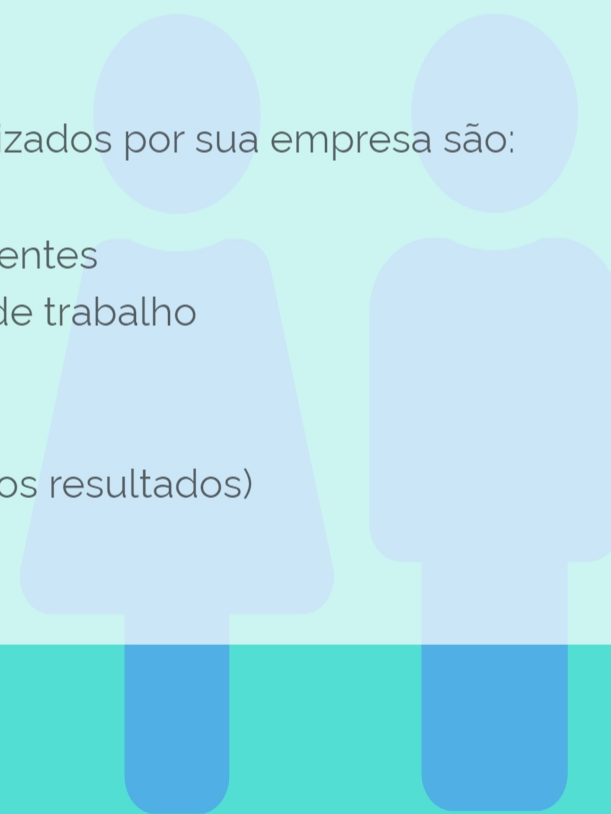 izados por sua empresa são:
entes
de trabalho
os resultados)